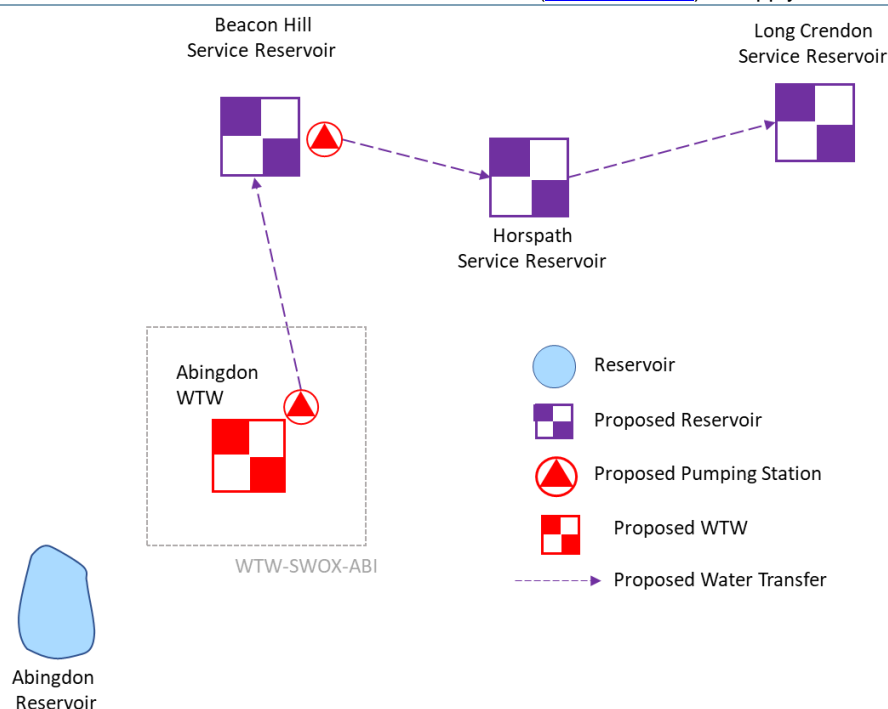 Beacon Hill
Service Reservoir
Long Crendon
Service Reservoir
Horspath
Service Reservoir
Abingdon
WTW
WTW-SWOX-ABI
Abingdon
Reservoir
Reservoir
Proposed Reservoir
Proposed Pumping Station
Proposed WTW
Proposed Water Transfer